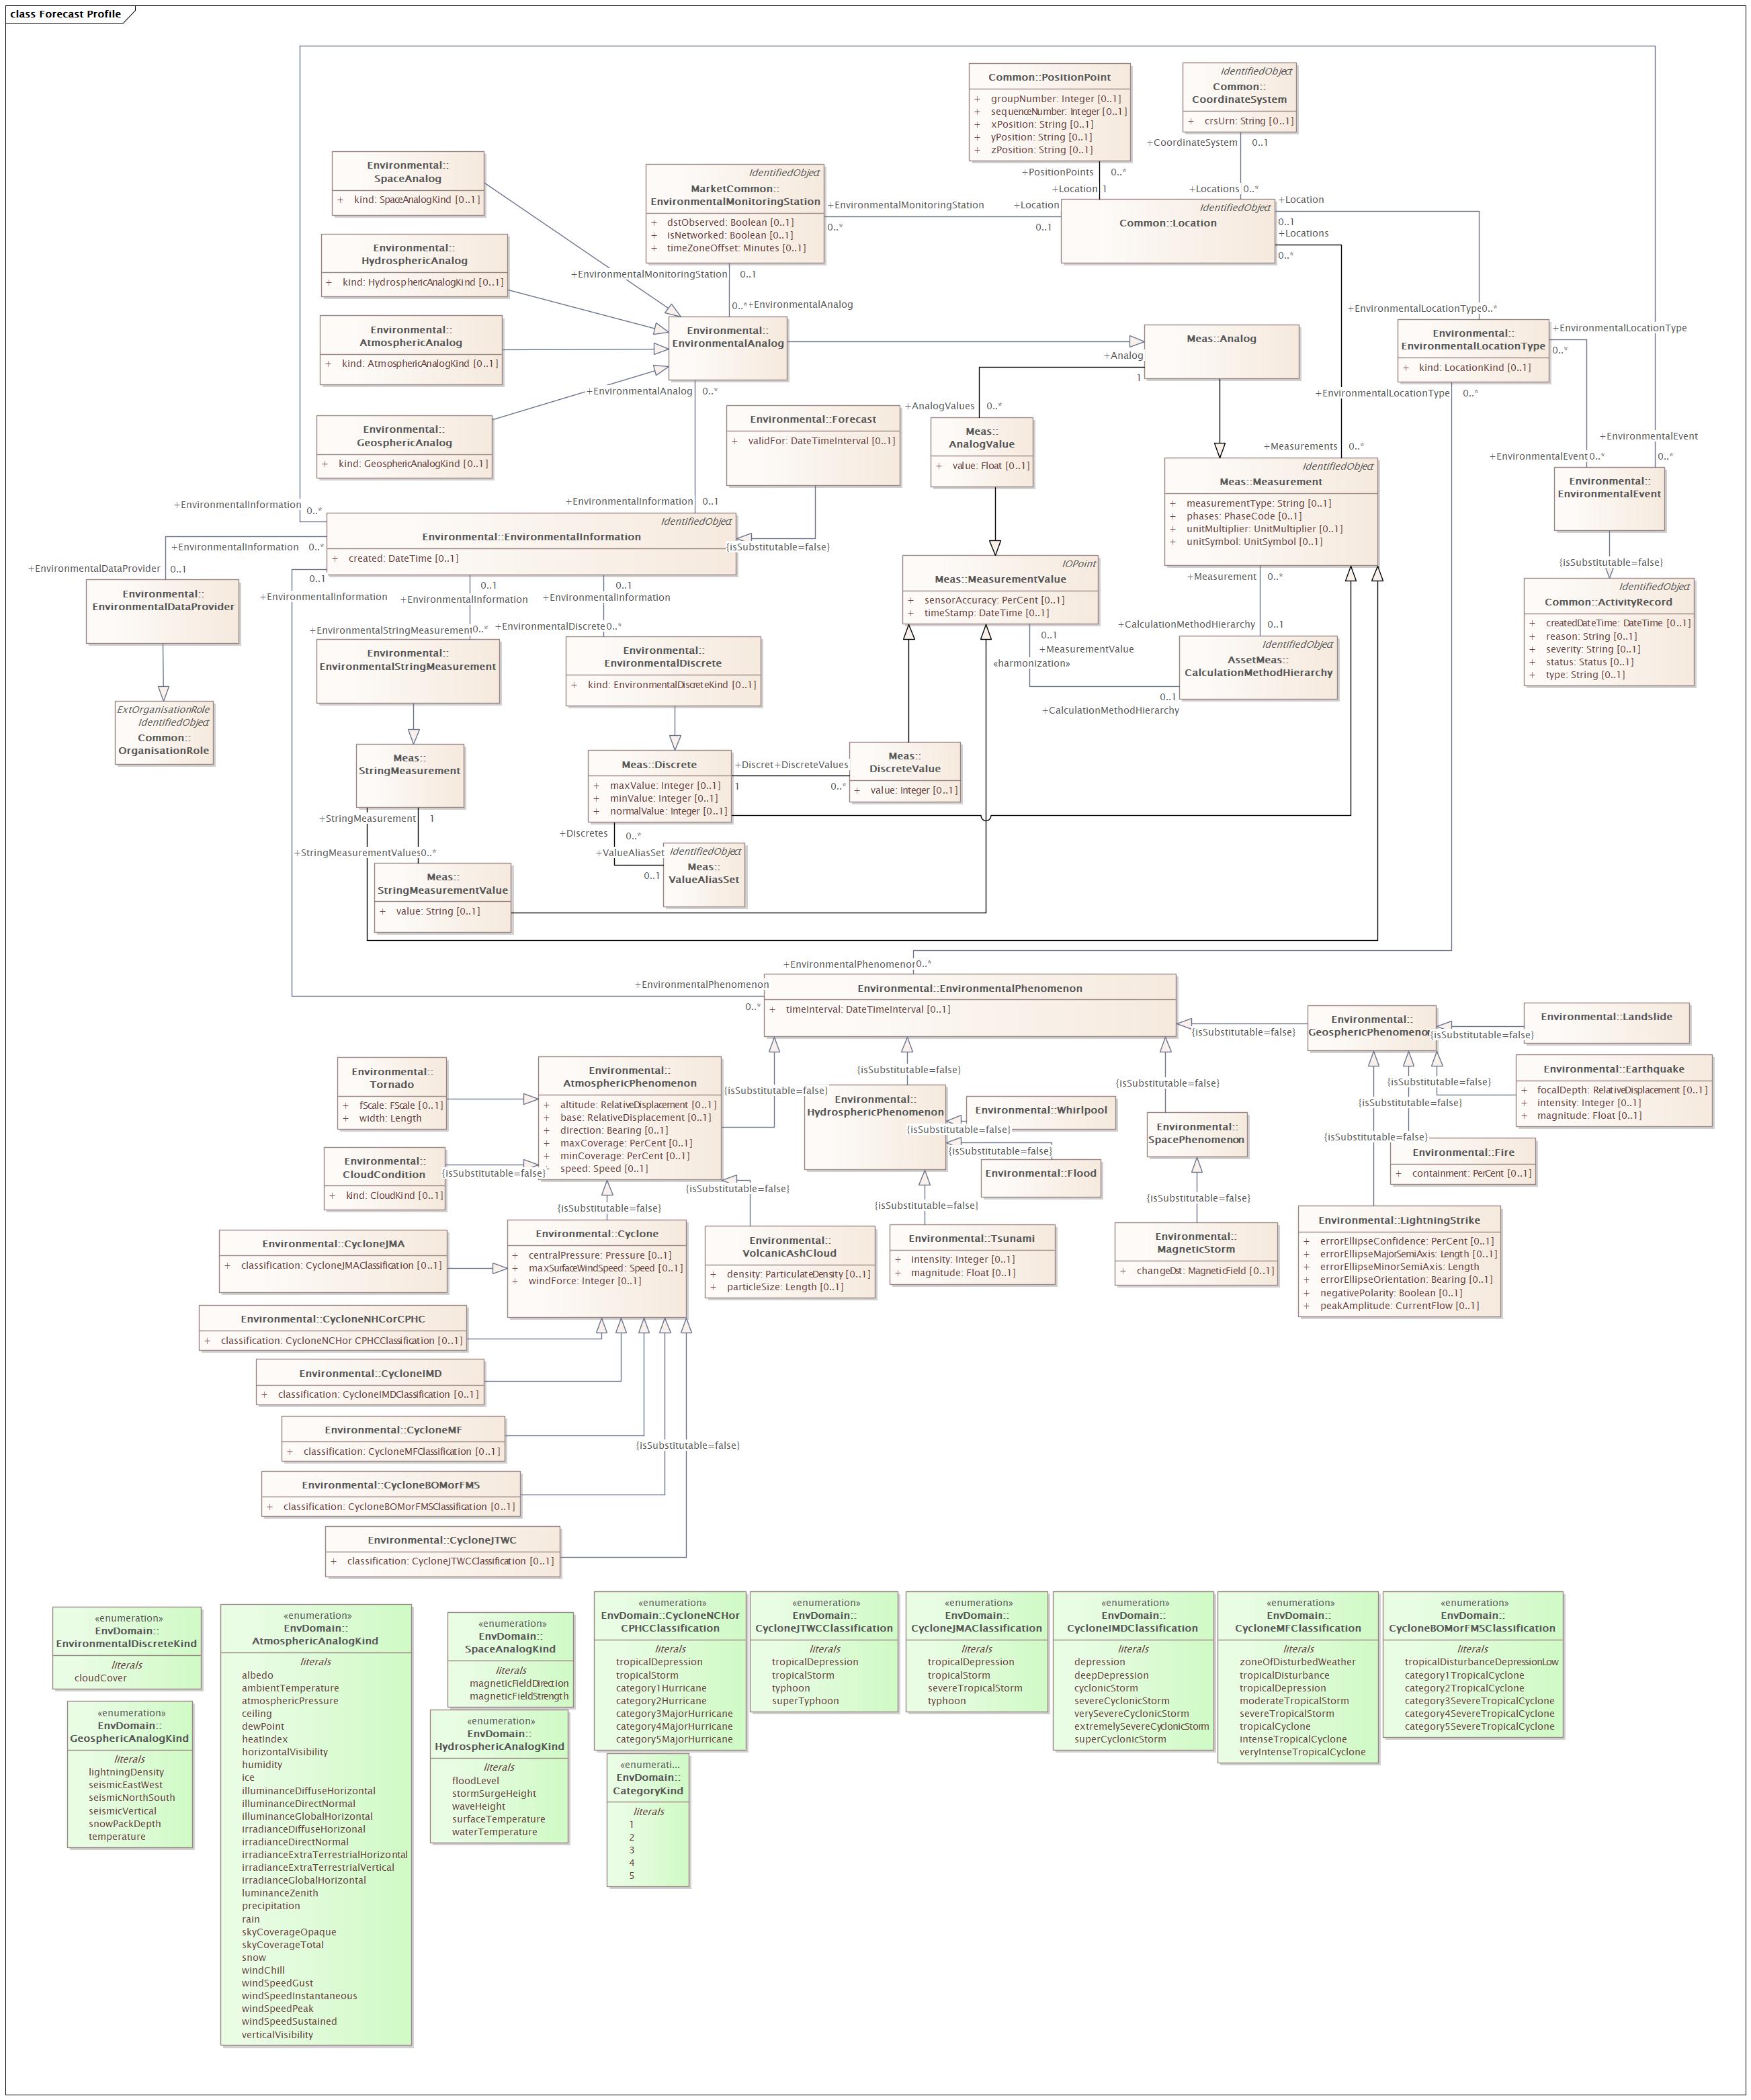 class Forecast Profile
Common::PositionPoint
+ groupNumber: Integer [0..1]
+ sequenceNumber: Integer [0..1]
+ xPosition: String [0..1]
+ yPosition: String [0..1]
+ zPosition: String [0..1]
IdentifiedObject
Common::
CoordinateSystem
+ crsUrn: String [0..1]
+CoordinateSystem 0..1
+PositionPoints 0..*
+Location 1
+Locations 0..*
Environmental::
SpaceAnalog
+ kind: SpaceAnalogKind [0..1]
IdentifiedObject
MarketCommon::
EnvironmentalMonitoringStation
+ dstObserved: Boolean [0..1]
+ isNetworked: Boolean [0..1]
+ timeZoneOffset: Minutes [0..1]
+EnvironmentalMonitoringStation
0..*
+Location
0..1
IdentifiedObject
Common::Location
+Location
0..1
+Locations
0..*
Environmental::
HydrosphericAnalog
+ kind: HydrosphericAnalogKind [0..1]
+EnvironmentalMonitoringStation 0..1
0..* +EnvironmentalAnalog
Environmental::
AtmosphericAnalog
+ kind: AtmosphericAnalogKind [0..1]
Environmental::
EnvironmentalAnalog
Meas::Analog
+Analog
1
+EnvironmentalLocationType 0..*
Environmental::
EnvironmentalLocationType
+ kind: LocationKind [0..1]
+EnvironmentalLocationType
0..*
+EnvironmentalLocationType 0..*
Environmental::
GeosphericAnalog
+ kind: GeosphericAnalogKind [0..1]
+EnvironmentalAnalog 0..*
Environmental::Forecast
+ validFor: DateTimeInterval [0..1]
+AnalogValues 0..*
Meas::
AnalogValue
+ value: Float [0..1]
+Measurements 0..*
IdentifiedObject
Meas::Measurement
+ measurementType: String [0..1]
+ phases: PhaseCode [0..1]
+ unitMultiplier: UnitMultiplier [0..1]
+ unitSymbol: UnitSymbol [0..1]
+EnvironmentalEvent
0..*
+EnvironmentalEvent 0..*
Environmental::
EnvironmentalEvent
{isSubstitutable=false}
IdentifiedObject
Common::ActivityRecord
+ createdDateTime: DateTime [0..1]
+ reason: String [0..1]
+ severity: String [0..1]
+ status: Status [0..1]
+ type: String [0..1]
+EnvironmentalInformation
0..*
+EnvironmentalInformation 0..1
IdentifiedObject
Environmental::EnvironmentalInformation
+ created: DateTime [0..1]
{isSubstitutable=false}
+EnvironmentalInformation 0..*
+EnvironmentalDataProvider 0..1
Environmental::
EnvironmentalDataProvider
0..1
+EnvironmentalInformation
0..1
+EnvironmentalInformation
0..1
+EnvironmentalInformation
IOPoint
Meas::MeasurementValue
+ sensorAccuracy: PerCent [0..1]
+ timeStamp: DateTime [0..1]
+Measurement 0..*
+CalculationMethodHierarchy 0..1
0..1
+MeasurementValue
«harmonization»
IdentifiedObject
AssetMeas::
CalculationMethodHierarchy
0..1
+CalculationMethodHierarchy
+EnvironmentalStringMeasurement 0..*
+EnvironmentalDiscrete 0..*
Environmental::
EnvironmentalStringMeasurement
Environmental::
EnvironmentalDiscrete
+ kind: EnvironmentalDiscreteKind [0..1]
ExtOrganisationRole
IdentifiedObject
Common::
OrganisationRole
Meas::
StringMeasurement
Meas::Discrete
+ maxValue: Integer [0..1]
+ minValue: Integer [0..1]
+ normalValue: Integer [0..1]
+Discret +DiscreteValues
1 0..*
Meas::
DiscreteValue
+ value: Integer [0..1]
+StringMeasurement 1
+StringMeasurementValues 0..*
Meas::
StringMeasurementValue
+ value: String [0..1]
+Discretes 0..*
+ValueAliasSet
0..1
IdentifiedObject
Meas::
ValueAliasSet
+EnvironmentalPhenomenon 0..*
+EnvironmentalPhenomenon
0..*
Environmental::EnvironmentalPhenomenon
+ timeInterval: DateTimeInterval [0..1]
{isSubstitutable=false}
Environmental::
GeosphericPhenomenon
{isSubstitutable=false}
Environmental::Landslide
Environmental::
Tornado
+ fScale: FScale [0..1]
+ width: Length
Environmental::
AtmosphericPhenomenon
+ altitude: RelativeDisplacement [0..1]
+ base: RelativeDisplacement [0..1]
+ direction: Bearing [0..1]
+ maxCoverage: PerCent [0..1]
+ minCoverage: PerCent [0..1]
+ speed: Speed [0..1]
{isSubstitutable=false}
{isSubstitutable=false}
Environmental::
HydrosphericPhenomenon
Environmental::Whirlpool
{isSubstitutable=false}
{isSubstitutable=false}
Environmental::Flood
{isSubstitutable=false}
Environmental::
SpacePhenomenon
{isSubstitutable=false}
{isSubstitutable=false}
{isSubstitutable=false}
Environmental::Earthquake
+ focalDepth: RelativeDisplacement [0..1]
+ intensity: Integer [0..1]
+ magnitude: Float [0..1]
Environmental::Fire
+ containment: PerCent [0..1]
Environmental::
CloudCondition
+ kind: CloudKind [0..1]
{isSubstitutable=false}
{isSubstitutable=false}
{isSubstitutable=false}
{isSubstitutable=false}
{isSubstitutable=false}
Environmental::CycloneJMA
+ classification: CycloneJMAClassification [0..1]
Environmental::Cyclone
+ centralPressure: Pressure [0..1]
+ maxSurfaceWindSpeed: Speed [0..1]
+ windForce: Integer [0..1]
Environmental::
VolcanicAshCloud
+ density: ParticulateDensity [0..1]
+ particleSize: Length [0..1]
Environmental::Tsunami
+ intensity: Integer [0..1]
+ magnitude: Float [0..1]
Environmental::
MagneticStorm
+ changeDst: MagneticField [0..1]
Environmental::LightningStrike
+ errorEllipseConfidence: PerCent [0..1]
+ errorEllipseMajorSemiAxis: Length [0..1]
+ errorEllipseMinorSemiAxis: Length
+ errorEllipseOrientation: Bearing [0..1]
+ negativePolarity: Boolean [0..1]
+ peakAmplitude: CurrentFlow [0..1]
Environmental::CycloneNHCorCPHC
+ classification: CycloneNCHor CPHCClassification [0..1]
Environmental::CycloneIMD
+ classification: CycloneIMDClassification [0..1]
Environmental::CycloneMF
+ classification: CycloneMFClassification [0..1]
{isSubstitutable=false}
Environmental::CycloneBOMorFMS
+ classification: CycloneBOMorFMSClassification [0..1]
Environmental::CycloneJTWC
+ classification: CycloneJTWCClassification [0..1]
«enumeration»
EnvDomain::
EnvironmentalDiscreteKind
literals
cloudCover
«enumeration»
EnvDomain::
GeosphericAnalogKind
literals
lightningDensity
seismicEastWest
seismicNorthSouth
seismicVertical
snowPackDepth
temperature
«enumeration»
EnvDomain::
AtmosphericAnalogKind
literals
albedo
ambientTemperature
atmosphericPressure
ceiling
dewPoint
heatIndex
horizontalVisibility
humidity
ice
illuminanceDiffuseHorizontal
illuminanceDirectNormal
illuminanceGlobalHorizontal
irradianceDiffuseHorizonal
irradianceDirectNormal
irradianceExtraTerrestrialHorizontal
irradianceExtraTerrestrialVertical
irradianceGlobalHorizontal
luminanceZenith
precipitation
rain
skyCoverageOpaque
skyCoverageTotal
snow
windChill
windSpeedGust
windSpeedInstantaneous
windSpeedPeak
windSpeedSustained
verticalVisibility
«enumeration»
EnvDomain::
SpaceAnalogKind
literals
magneticFieldDirection
magneticFieldStrength
«enumeration»
EnvDomain::
HydrosphericAnalogKind
literals
floodLevel
stormSurgeHeight
waveHeight
surfaceTemperature
waterTemperature
«enumeration»
EnvDomain::CycloneNCHor
CPHCClassification
literals
tropicalDepression
tropicalStorm
category1Hurricane
category2Hurricane
category3MajorHurricane
category4MajorHurricane
category5MajorHurricane
«enumerati...
EnvDomain::
CategoryKind
literals
1
2
3
4
5
«enumeration»
EnvDomain::
CycloneJTWCClassification
literals
tropicalDepression
tropicalStorm
typhoon
superTyphoon
«enumeration»
EnvDomain::
CycloneJMAClassification
literals
tropicalDepression
tropicalStorm
severeTropicalStorm
typhoon
«enumeration»
EnvDomain::
CycloneIMDClassification
literals
depression
deepDepression
cyclonicStorm
severeCyclonicStorm
verySevereCyclonicStorm
extremelySevereCyclonicStorm
superCyclonicStorm
«enumeration»
EnvDomain::
CycloneMFClassification
literals
zoneOfDisturbedWeather
tropicalDisturbance
tropicalDepression
moderateTropicalStorm
severeTropicalStorm
tropicalCyclone
intenseTropicalCyclone
veryIntenseTropicalCyclone
«enumeration»
EnvDomain::
CycloneBOMorFMSClassification
literals
tropicalDisturbanceDepressionLow
category1TropicalCyclone
category2TropicalCyclone
category3SevereTropicalCyclone
category4SevereTropicalCyclone
category5SevereTropicalCyclone